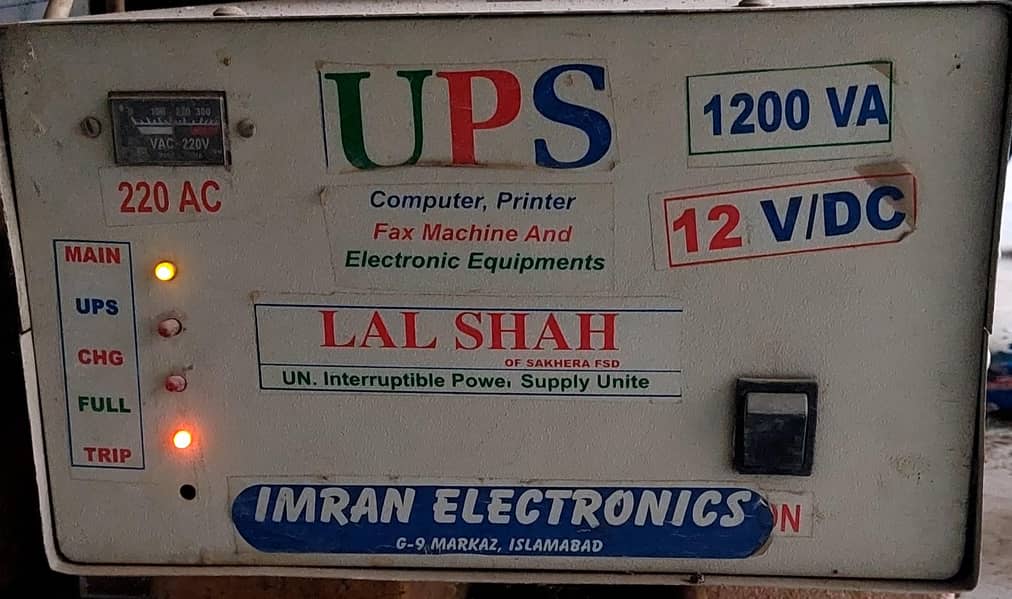 UPS
1200 VA
100 220 300
VAC 220V
220 AC
Computer, Printer
Fax Machine And
Electronic Equipments
12 V/DC
MAIN
UPS
CHG
FULL
TRIP
LAL SHAH
OF SAKHERA FSD
UN. Interruptible Power Supply Unite
IMRAN ELECTRONICS
G-9 MARKAZ, ISLAMABAD
ON